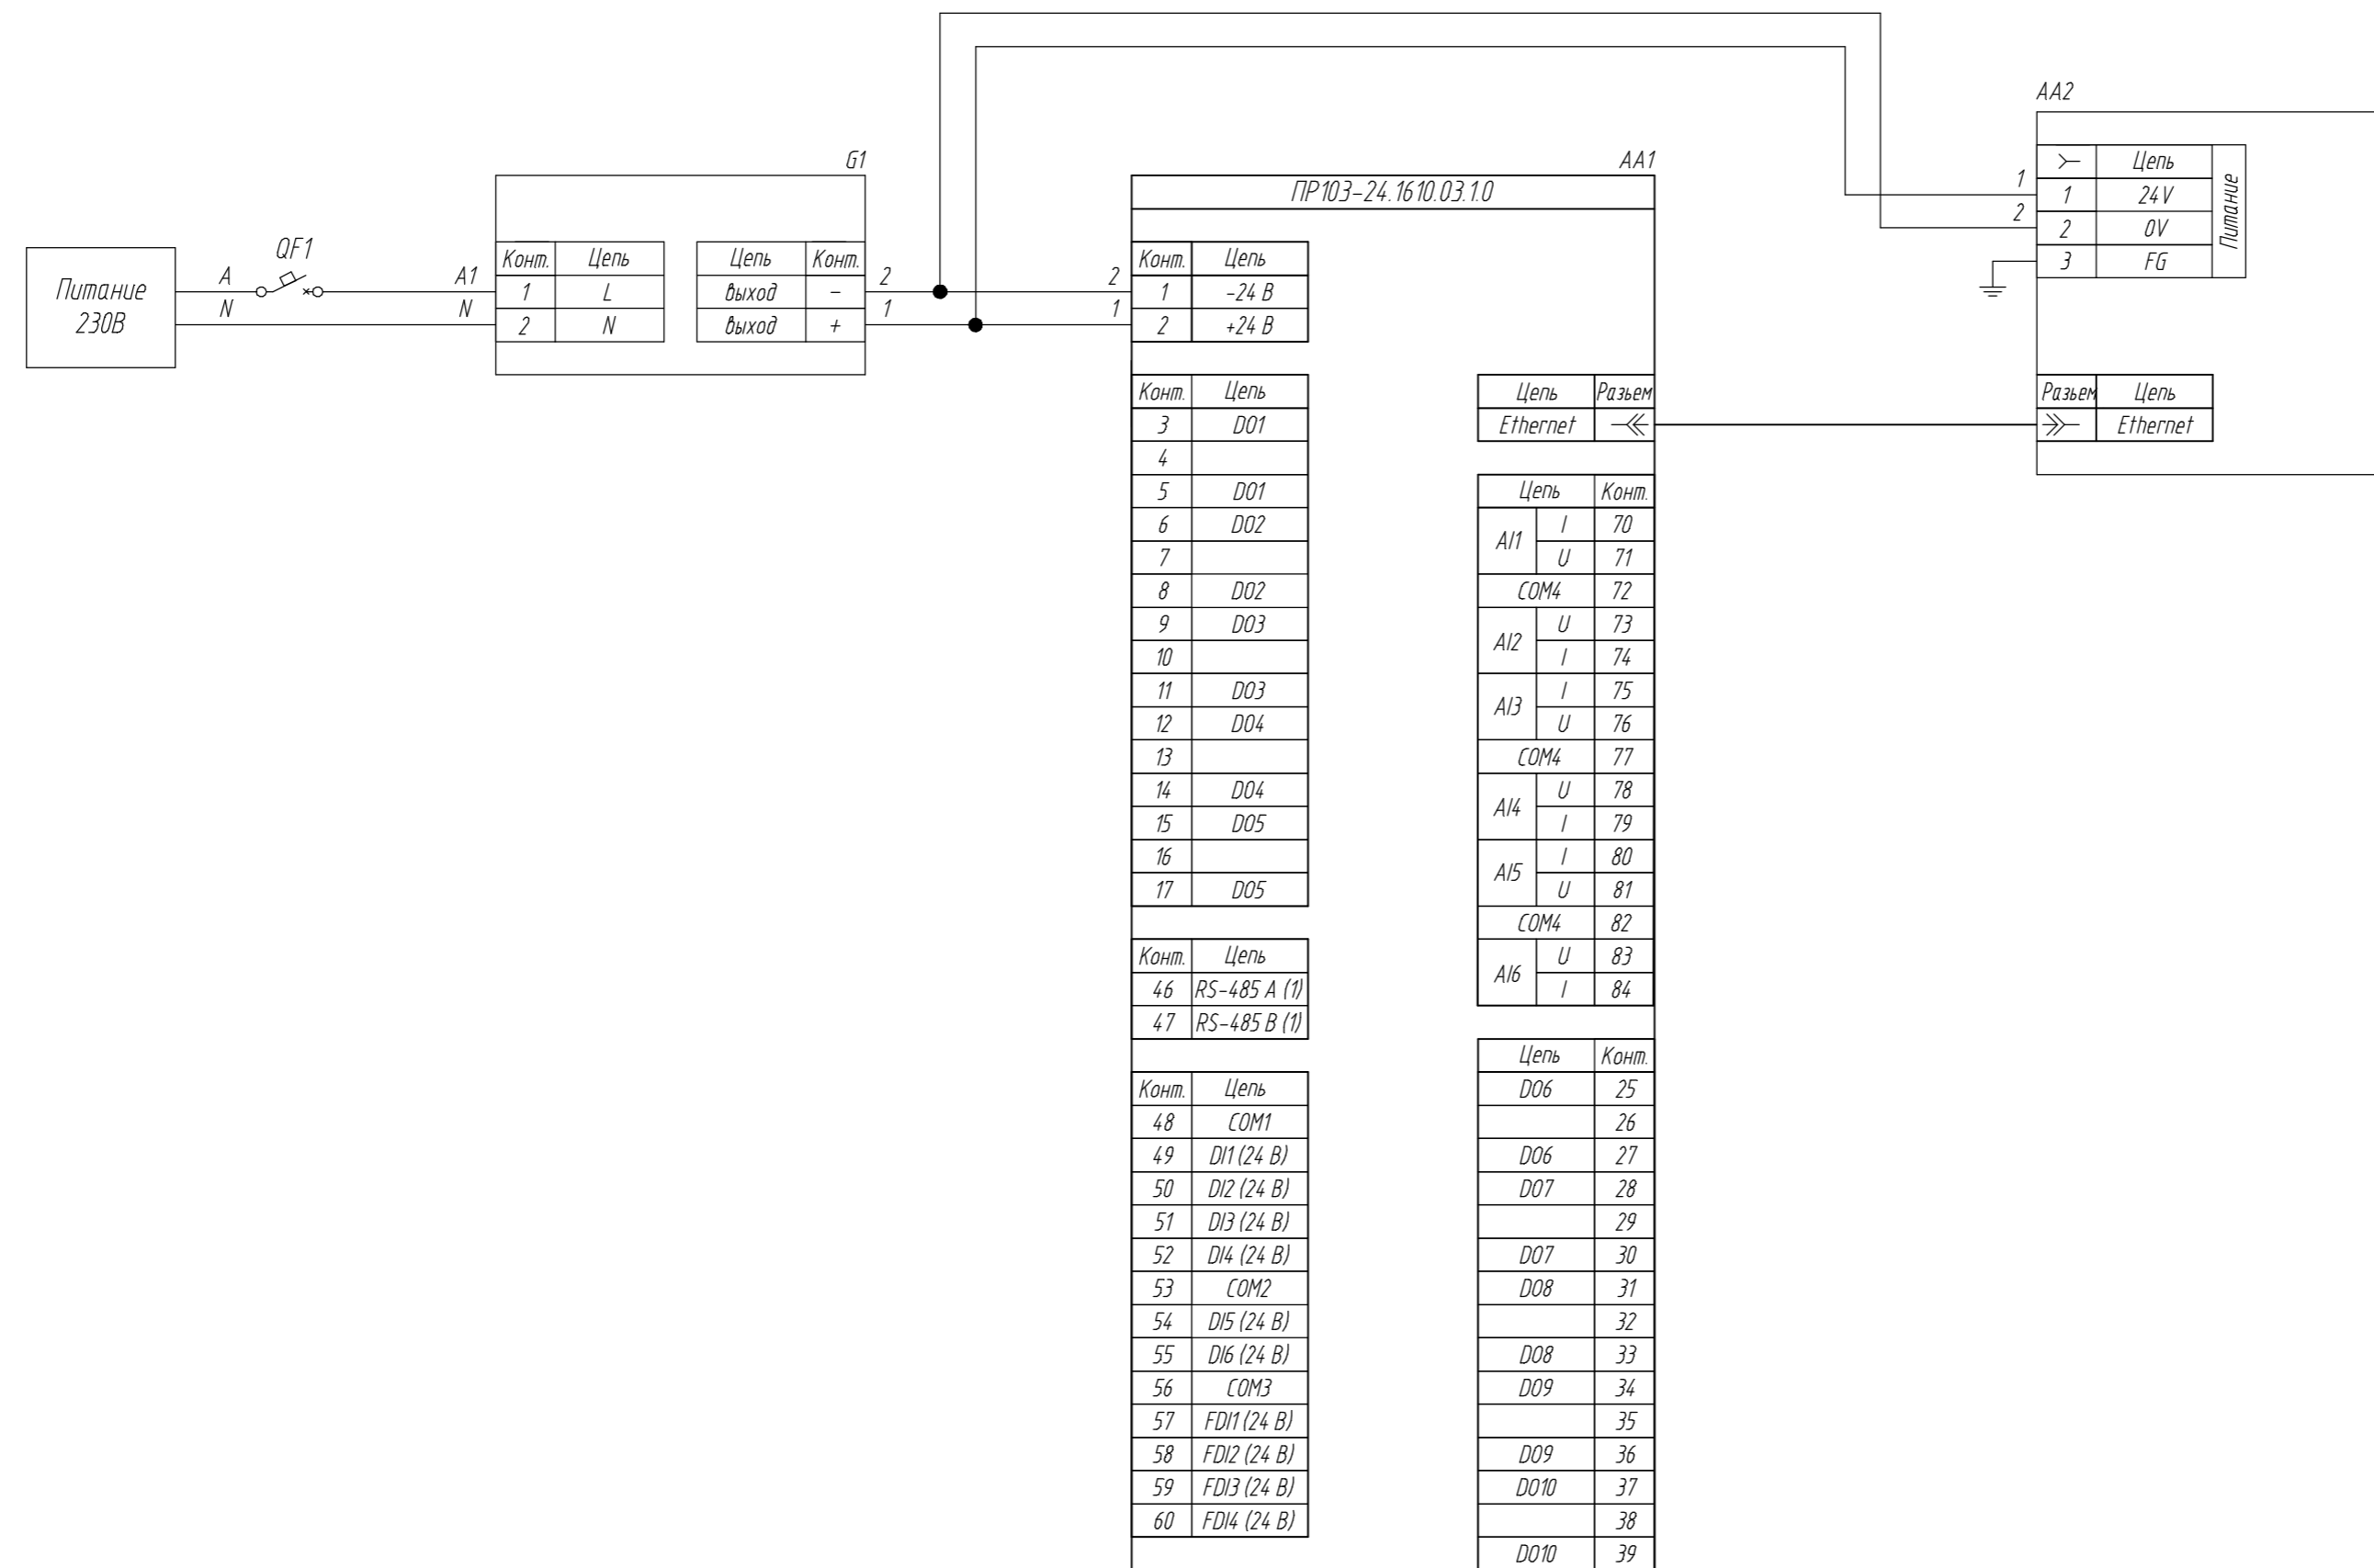 AA2
Цепь
1 1 24V
2 2 0V
3 FG
Питание
Разъем Цепь
Ethernet
G1
Питание
230В
QF1
A A1
N N
Конт. Цепь
1 L
2 N
Цепь Конт.
выход - 2
выход + 1
AA1
ПР103-24.1610.03.1.0
Конт. Цепь
2 1 -24 В
1 2 +24 В
Конт. Цепь
3 DO1
4
5 DO1
6 DO2
7
8 DO2
9 DO3
10
11 DO3
12 DO4
13
14 DO4
15 DO5
16
17 DO5
Конт. Цепь
46 RS-485 A (1)
47 RS-485 B (1)
Конт. Цепь
48 COM1
49 DI1 (24 В)
50 DI2 (24 В)
51 DI3 (24 В)
52 DI4 (24 В)
53 COM2
54 DI5 (24 В)
55 DI6 (24 В)
56 COM3
57 FDI1 (24 В)
58 FDI2 (24 В)
59 FDI3 (24 В)
60 FDI4 (24 В)
Цепь Разъем
Ethernet
Цепь Конт.
AI1 I 70
U 71
COM4 72
AI2 U 73
I 74
AI3 I 75
U 76
COM4 77
AI4 U 78
I 79
AI5 I 80
U 81
COM4 82
AI6 U 83
I 84
Цепь Конт.
DO6 25
26
DO6 27
DO7 28
29
DO7 30
DO8 31
32
DO8 33
DO9 34
35
DO9 36
DO10 37
38
DO10 39